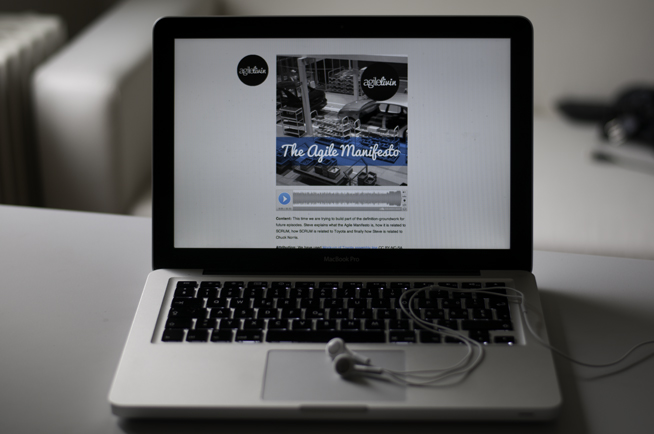 agilelivin
agilelivin
The Agile Manifesto
Content: This time we are trying to build part of the definition-groundwork for
future episodes. Steve explains what the Agile Manifesto is, how it is related to
SCRUM, how SCRUM is related to Toyota and finally how Steve is related to
Chuck Norris.
MacBook Pro